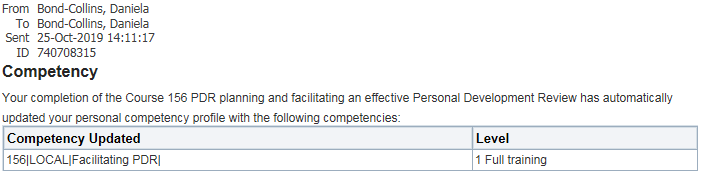 From Bond-Collins, Daniela
To Bond-Collins, Daniela
Sent 25-Oct-2019 14:11:17
ID 740708315
Competency
Your completion of the Course 156 PDR planning and facilitating an effective Personal Development Review has automatically
updated your personal competency profile with the following competencies:
Competency Updated Level
156|LOCAL|Facilitating PDR| 1 Full training